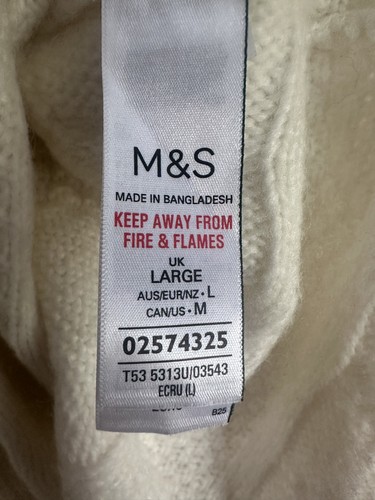 M&S
MADE IN BANGLADESH
KEEP AWAY FROM
FIRE & FLAMES
UK
LARGE
AUS/EUR/NZ • L
CAN/US • M
02574325
T53 5313U/03543
ECRU (L)
B25